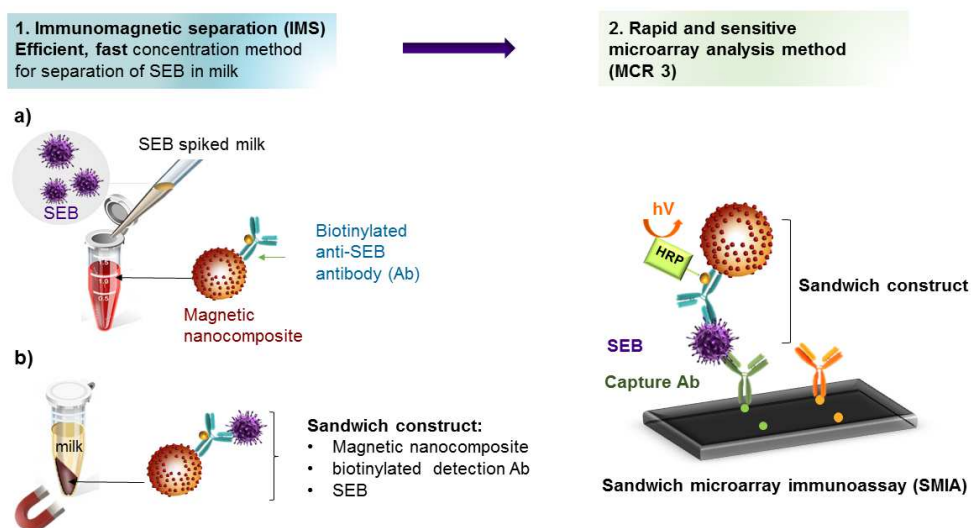 1. Immunomagnetic separation (IMS)
Efficient, fast concentration method
for separation of SEB in milk
2. Rapid and sensitive
microarray analysis method
(MCR 3)
a)
SEB spiked milk
SEB
Biotinylated
anti-SEB
antibody (Ab)
Magnetic
nanocomposite
b)
milk
Sandwich construct:
• Magnetic nanocomposite
• biotinylated detection Ab
• SEB
hV
HRP
Sandwich construct
SEB
Capture Ab
Sandwich microarray immunoassay (SMIA)